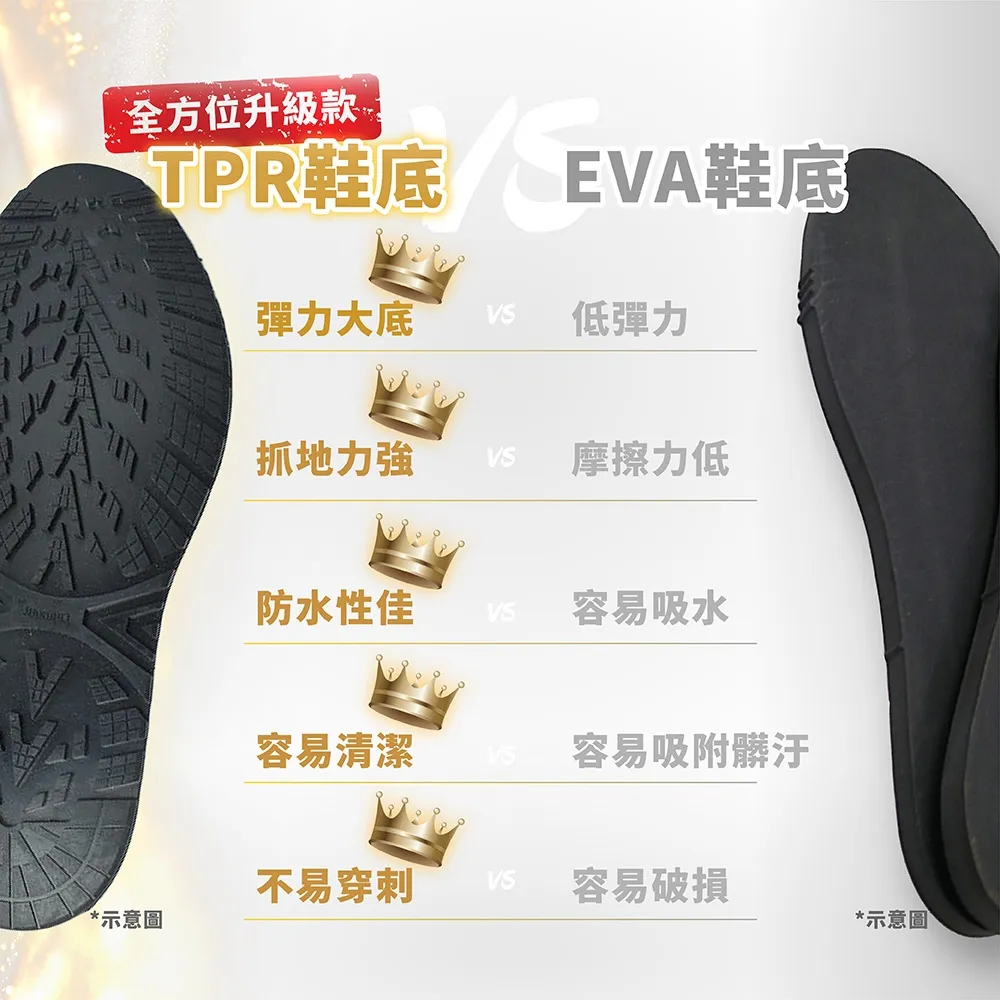 全方位升級款
VS
TPR鞋底
EVA鞋底
彈力大底 VS 低彈力
抓地力強 VS 摩擦力低
防水性佳 VS 容易吸水
容易清潔 VS 容易吸附髒汙
不易穿刺 VS 容易破損
*示意圖
*示意圖